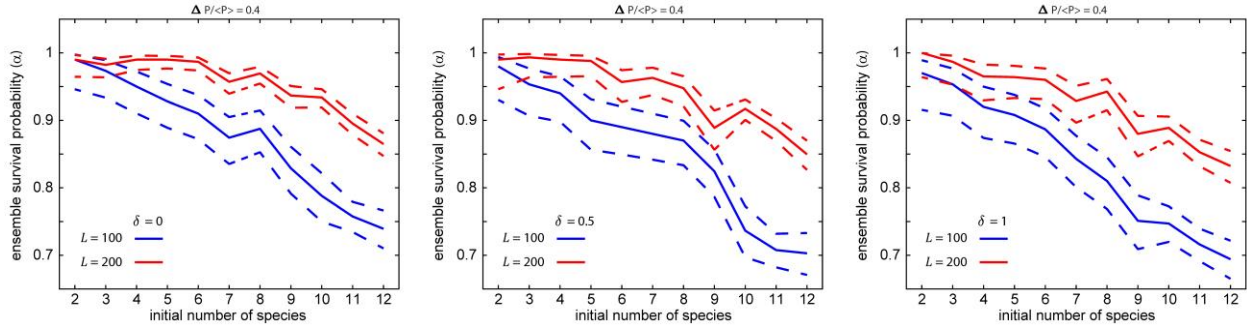 Δ P/<P> = 0.4
ensemble survival probability (α)
1
0.9
0.8
0.7
δ = 0
L = 100
L = 200
2 3 4 5 6 7 8 9 10 11 12
initial number of species
Δ P/<P> = 0.4
ensemble survival probability (α)
1
0.9
0.8
0.7
δ = 0.5
L = 100
L = 200
2 3 4 5 6 7 8 9 10 11 12
initial number of species
Δ P/<P> = 0.4
ensemble survival probability (α)
1
0.9
0.8
0.7
δ = 1
L = 100
L = 200
2 3 4 5 6 7 8 9 10 11 12
initial number of species